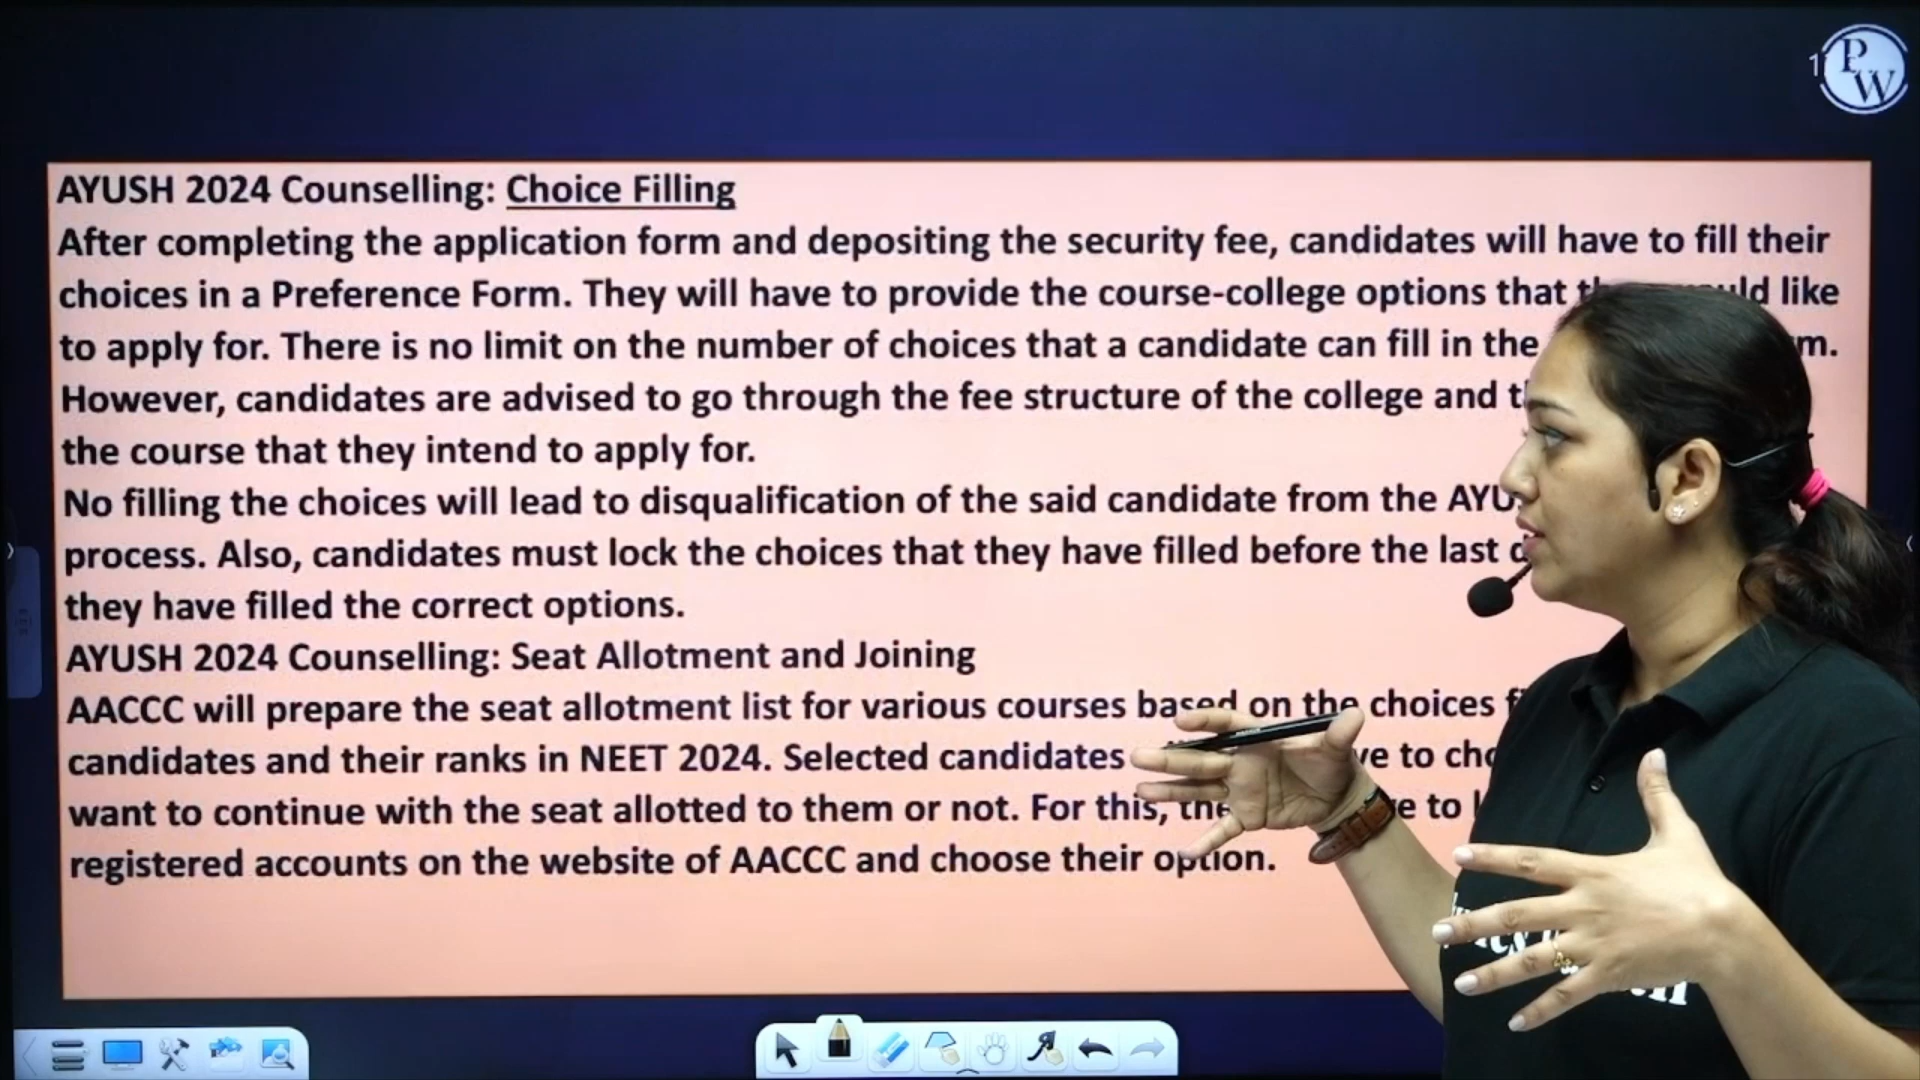 P
W
AYUSH 2024 Counselling: Choice Filling
After completing the application form and depositing the security fee, candidates will have to fill their
choices in a Preference Form. They will have to provide the course-college options that like
to apply for. There is no limit on the number of choices that a candidate can fill in the
However, candidates are advised to go through the fee structure of the college and
the course that they intend to apply for.
No filling the choices will lead to disqualification of the said candidate from the
process. Also, candidates must lock the choices that they have filled before the last
they have filled the correct options.
AYUSH 2024 Counselling: Seat Allotment and Joining
AACCC will prepare the seat allotment list for various courses based on the choices
candidates and their ranks in NEET 2024. Selected candidates to
want to continue with the seat allotted to them or not. For this, to
registered accounts on the website of AACCC and choose their option.